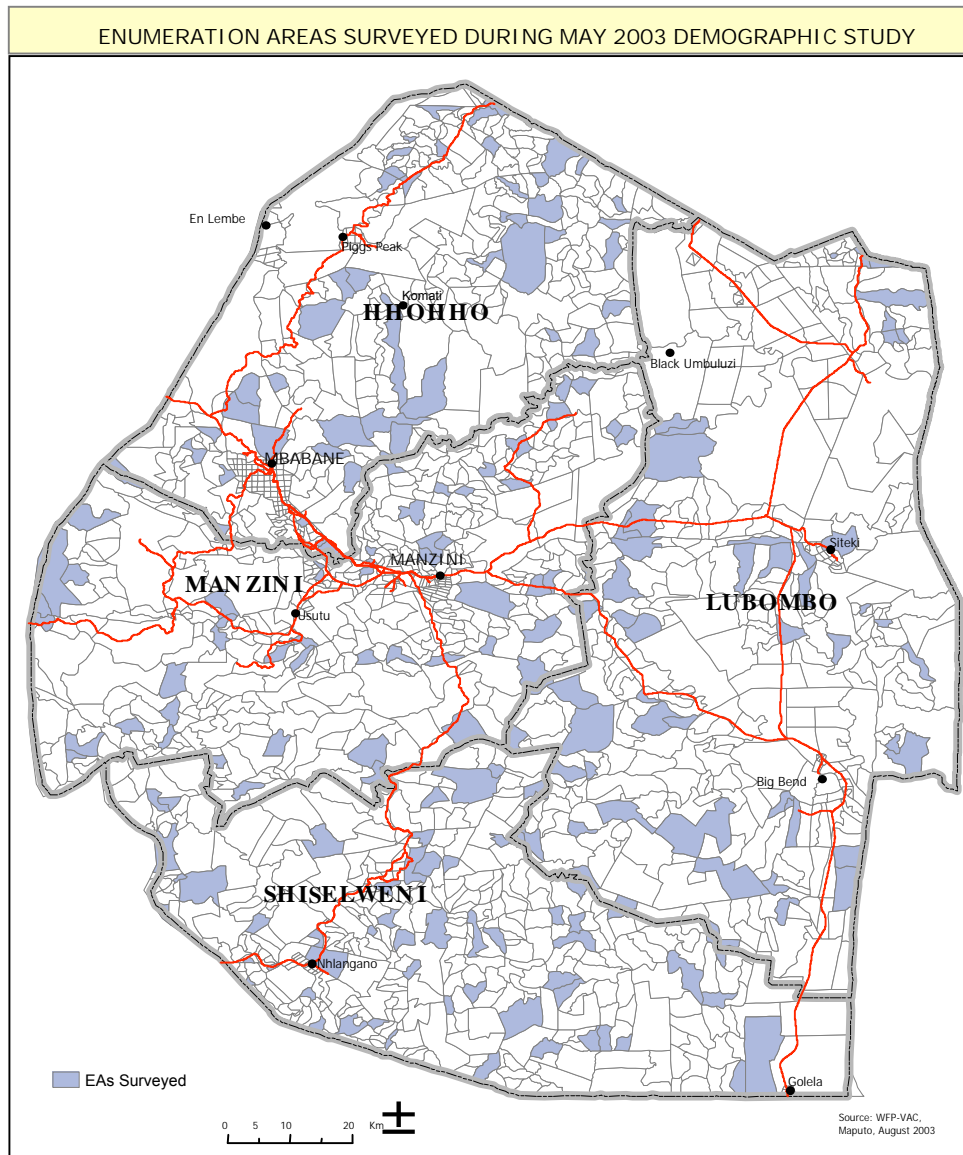 ENUMERATION AREAS SURVEYED DURING MAY 2003 DEMOGRAPHIC STUDY
En Lembe
Piggs Peak
Komati
HHOHHO
Black Umbuluzi
MBABANE
Siteki
MANZINI
MANZINI
LUBOMBO
Usutu
Big Bend
SHISELWENI
Nhlangano
EAs Surveyed
Golela
0 5 10 20 Km
Source: WFP-VAC,
Maputo, August 2003